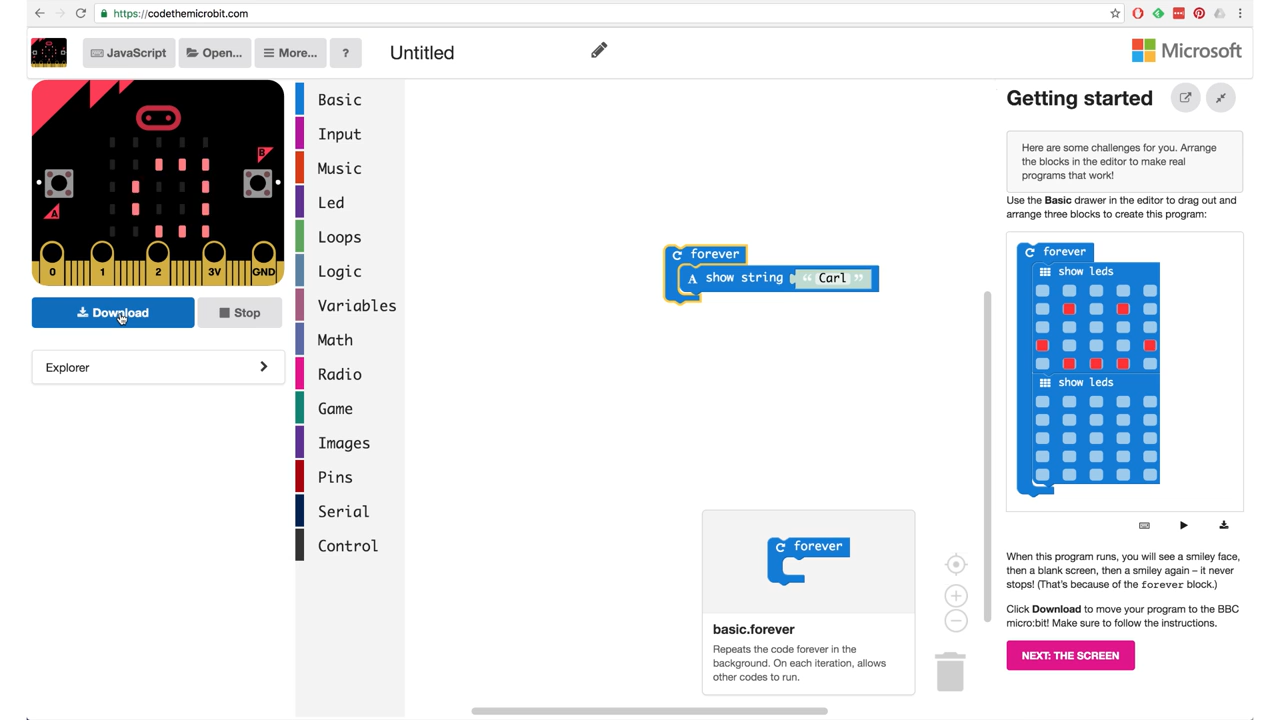 https://codethemicrobit.com
JavaScript
Open...
More...
?
Untitled
Microsoft
B
A
0 1 2 3V GND
Download
Stop
Explorer
Basic
Input
Music
Led
Loops
Logic
Variables
Math
Radio
Game
Images
Pins
Serial
Control
forever
A show string “ Carl ”
forever
basic.forever
Repeats the code forever in the
background. On each iteration, allows
other codes to run.
Getting started
Here are some challenges for you. Arrange
the blocks in the editor to make real
programs that work!
Use the Basic drawer in the editor to drag out and
arrange three blocks to create this program:
forever
show leds
show leds
When this program runs, you will see a smiley face,
then a blank screen, then a smiley again – it never
stops! (That's because of the forever block.)
Click Download to move your program to the BBC
micro:bit! Make sure to follow the instructions.
NEXT: THE SCREEN